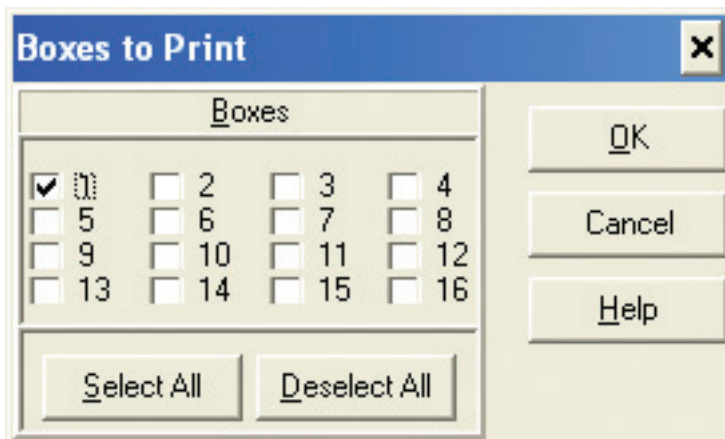 Boxes to Print
Boxes
1 2 3 4
5 6 7 8
9 10 11 12
13 14 15 16
Select All Deselect All
OK
Cancel
Help